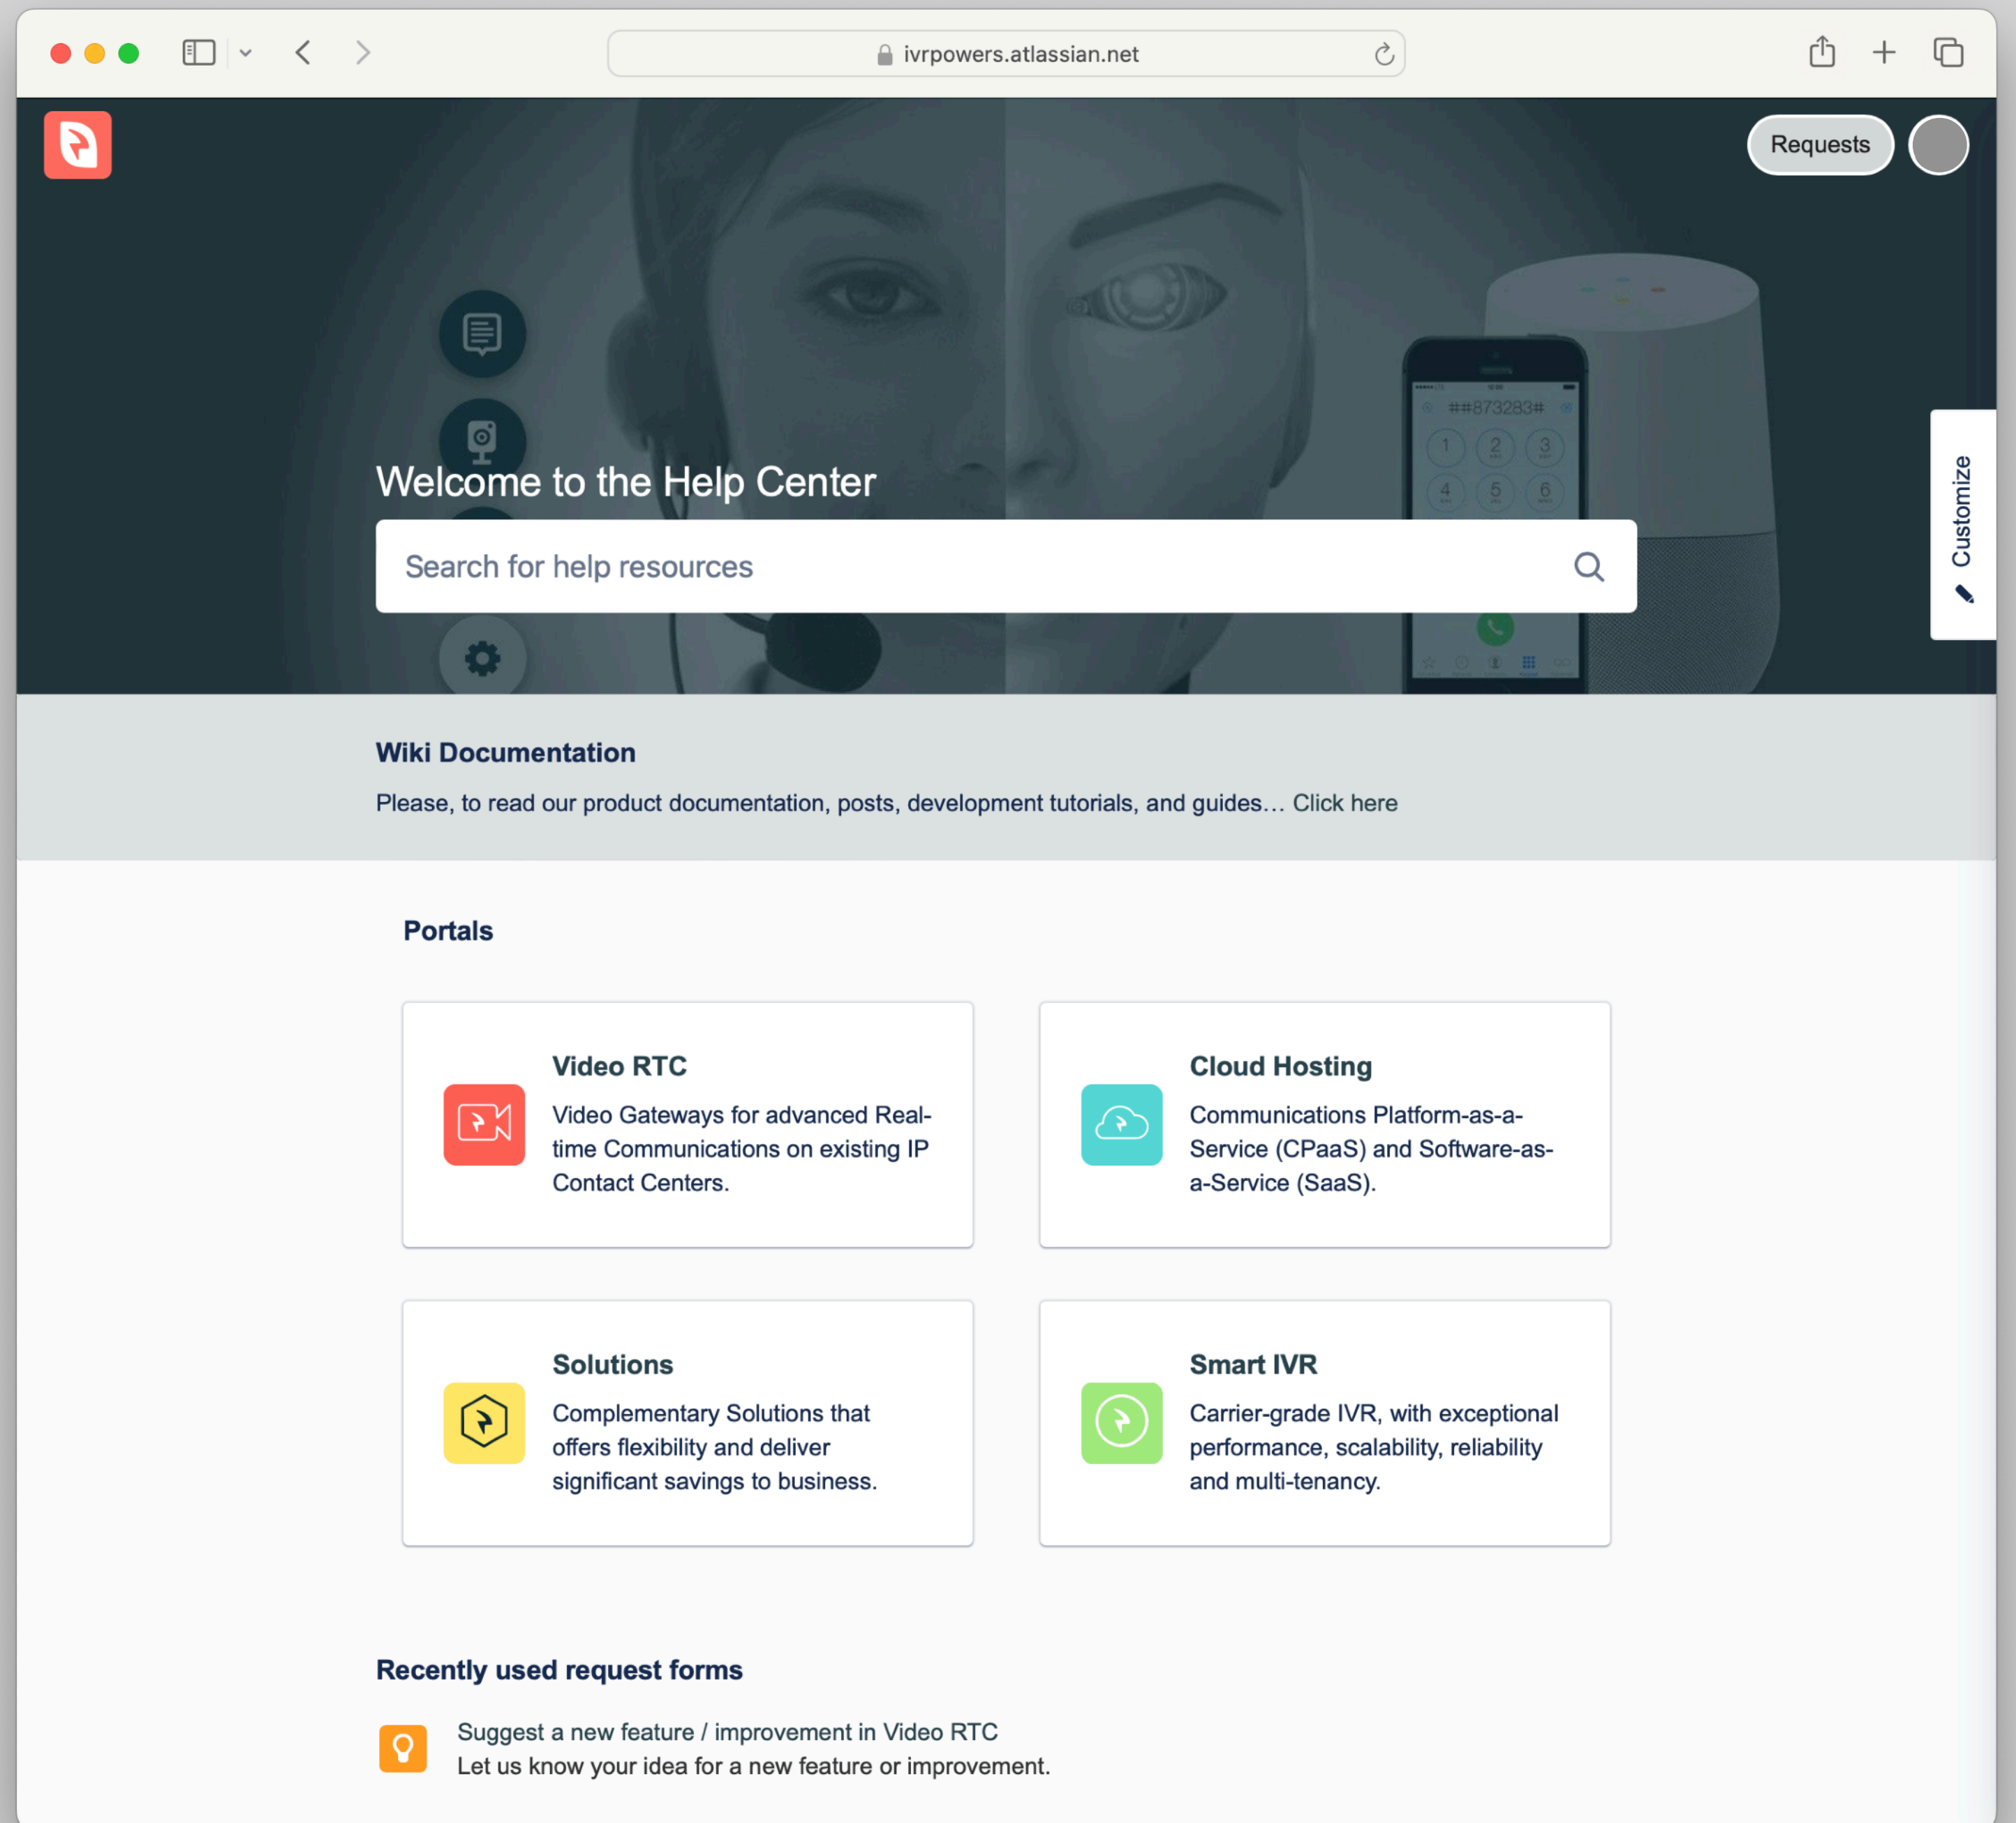 ivrpowers.atlassian.net
Requests
##873283#
1 2 3
4 5 6
Customize
Welcome to the Help Center
Search for help resources
Wiki Documentation
Please, to read our product documentation, posts, development tutorials, and guides... Click here
Portals
Video RTC
Video Gateways for advanced Real-
time Communications on existing IP
Contact Centers.
Cloud Hosting
Communications Platform-as-a-
Service (CPaaS) and Software-as-
a-Service (SaaS).
Solutions
Complementary Solutions that
offers flexibility and deliver
significant savings to business.
Smart IVR
Carrier-grade IVR, with exceptional
performance, scalability, reliability
and multi-tenancy.
Recently used request forms
Suggest a new feature / improvement in Video RTC
Let us know your idea for a new feature or improvement.